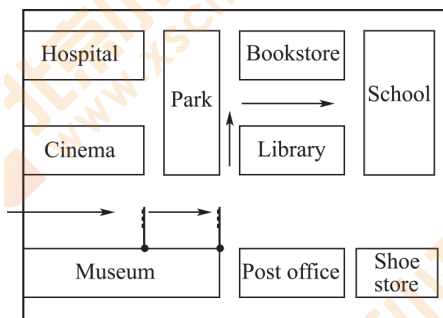 Hospital
Bookstore
Park
School
Cinema
Library
Museum
Post office
Shoe
store